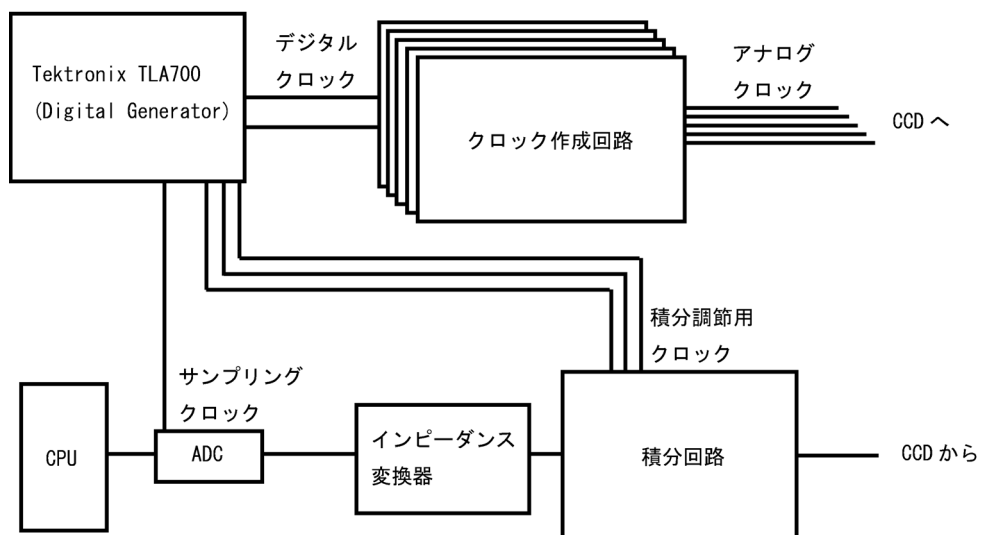 Tektronix TLA700
(Digital Generator)
デジタル
クロック
クロック作成回路
アナログ
クロック
CCD へ
積分調節用
クロック
サンプリング
クロック
CPU
ADC
インピーダンス
変換器
積分回路
CCD から